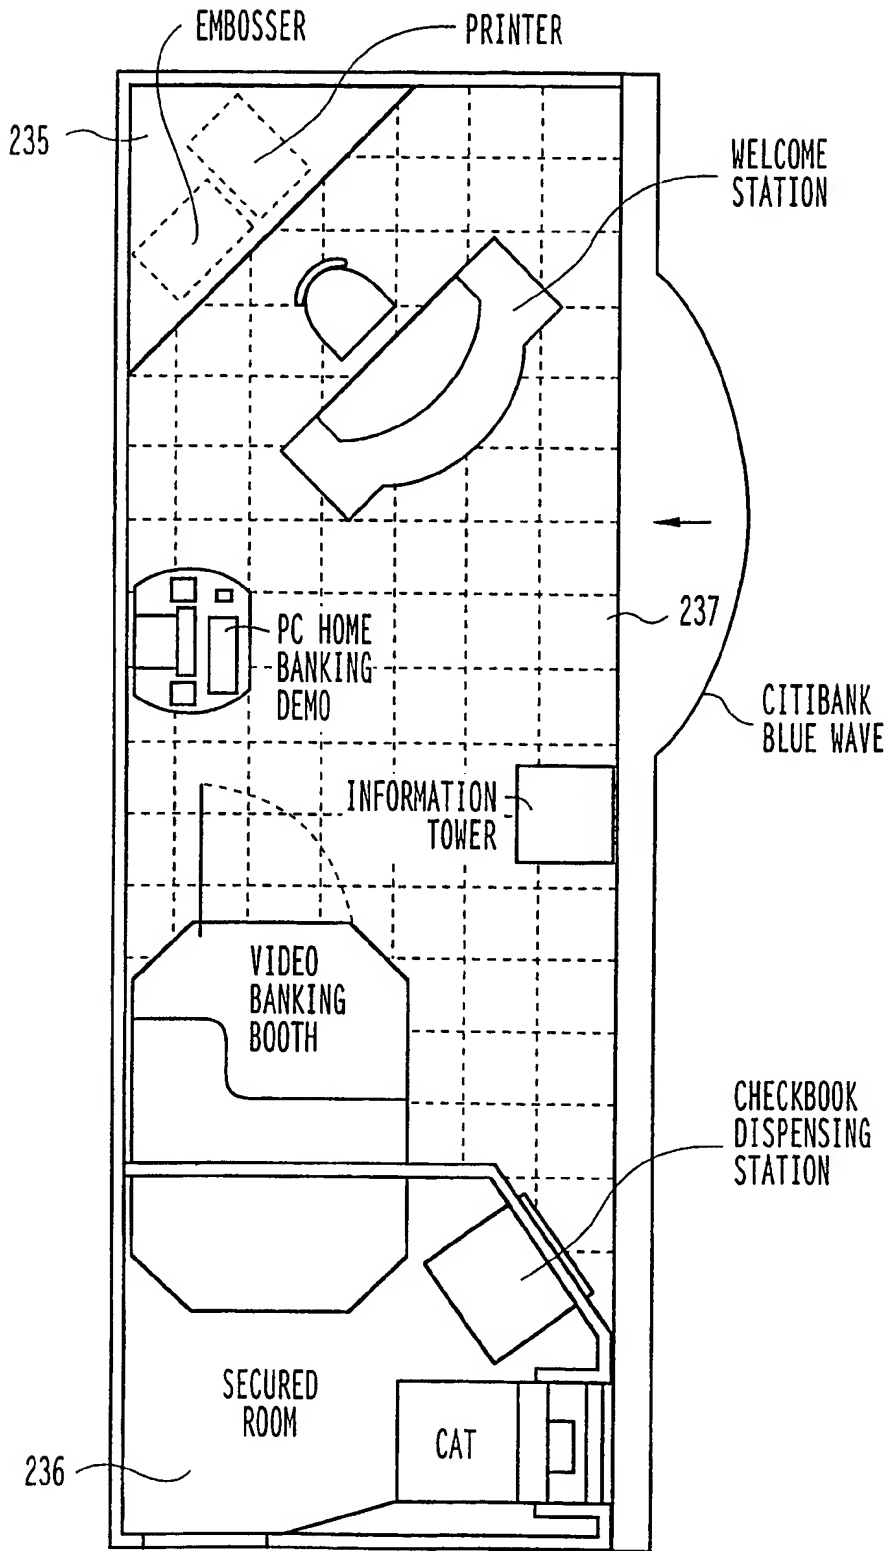 EMBOSSER
PRINTER
235
WELCOME
STATION
237
PC HOME
BANKING
DEMO
CITIBANK
BLUE WAVE
INFORMATION
TOWER
VIDEO
BANKING
BOOTH
CHECKBOOK
DISPENSING
STATION
SECURED
ROOM
CAT
236